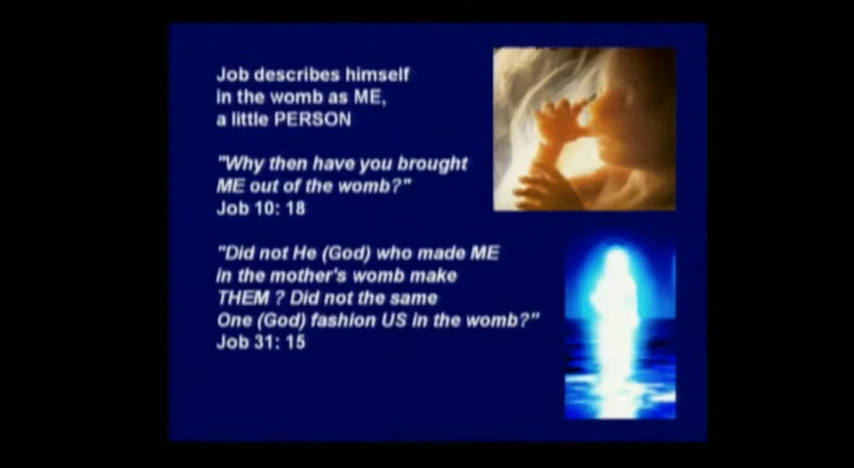 Job describes himself
in the womb as ME,
a little PERSON
"Why then have you brought
ME out of the womb?"
Job 10: 18
"Did not He (God) who made ME
in the mother's womb make
THEM ? Did not the same
One (God) fashion US in the womb?"
Job 31: 15